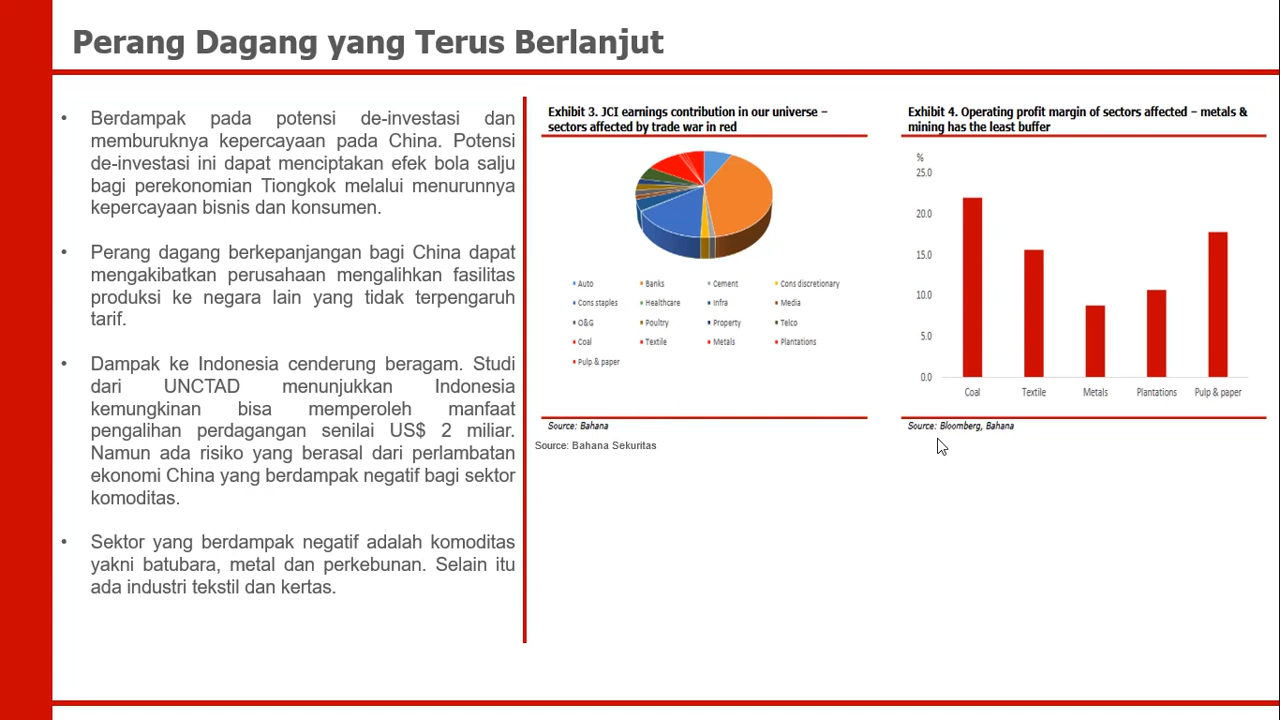 Perang Dagang yang Terus Berlanjut
• Berdampak pada potensi de-investasi dan
memburuknya kepercayaan pada China. Potensi
de-investasi ini dapat menciptakan efek bola salju
bagi perekonomian Tiongkok melalui menurunnya
kepercayaan bisnis dan konsumen.
• Perang dagang berkepanjangan bagi China dapat
mengakibatkan perusahaan mengalihkan fasilitas
produksi ke negara lain yang tidak terpengaruh
tarif.
• Dampak ke Indonesia cenderung beragam. Studi
dari UNCTAD menunjukkan Indonesia
kemungkinan bisa memperoleh manfaat
pengalihan perdagangan senilai US$ 2 miliar.
Namun ada risiko yang berasal dari perlambatan
ekonomi China yang berdampak negatif bagi sektor
komoditas.
• Sektor yang berdampak negatif adalah komoditas
yakni batubara, metal dan perkebunan. Selain itu
ada industri tekstil dan kertas.
Exhibit 3. JCI earnings contribution in our universe –
sectors affected by trade war in red
Auto Banks Cement Cons discretionary
Cons staples Healthcare Infra Media
O&G Poultry Property Telco
Coal Textile Metals Plantations
Pulp & paper
Source: Bahana
Source: Bahana Sekuritas
Exhibit 4. Operating profit margin of sectors affected – metals &
mining has the least buffer
%
25.0
20.0
15.0
10.0
5.0
0.0
Coal Textile Metals Plantations Pulp & paper
Source: Bloomberg, Bahana